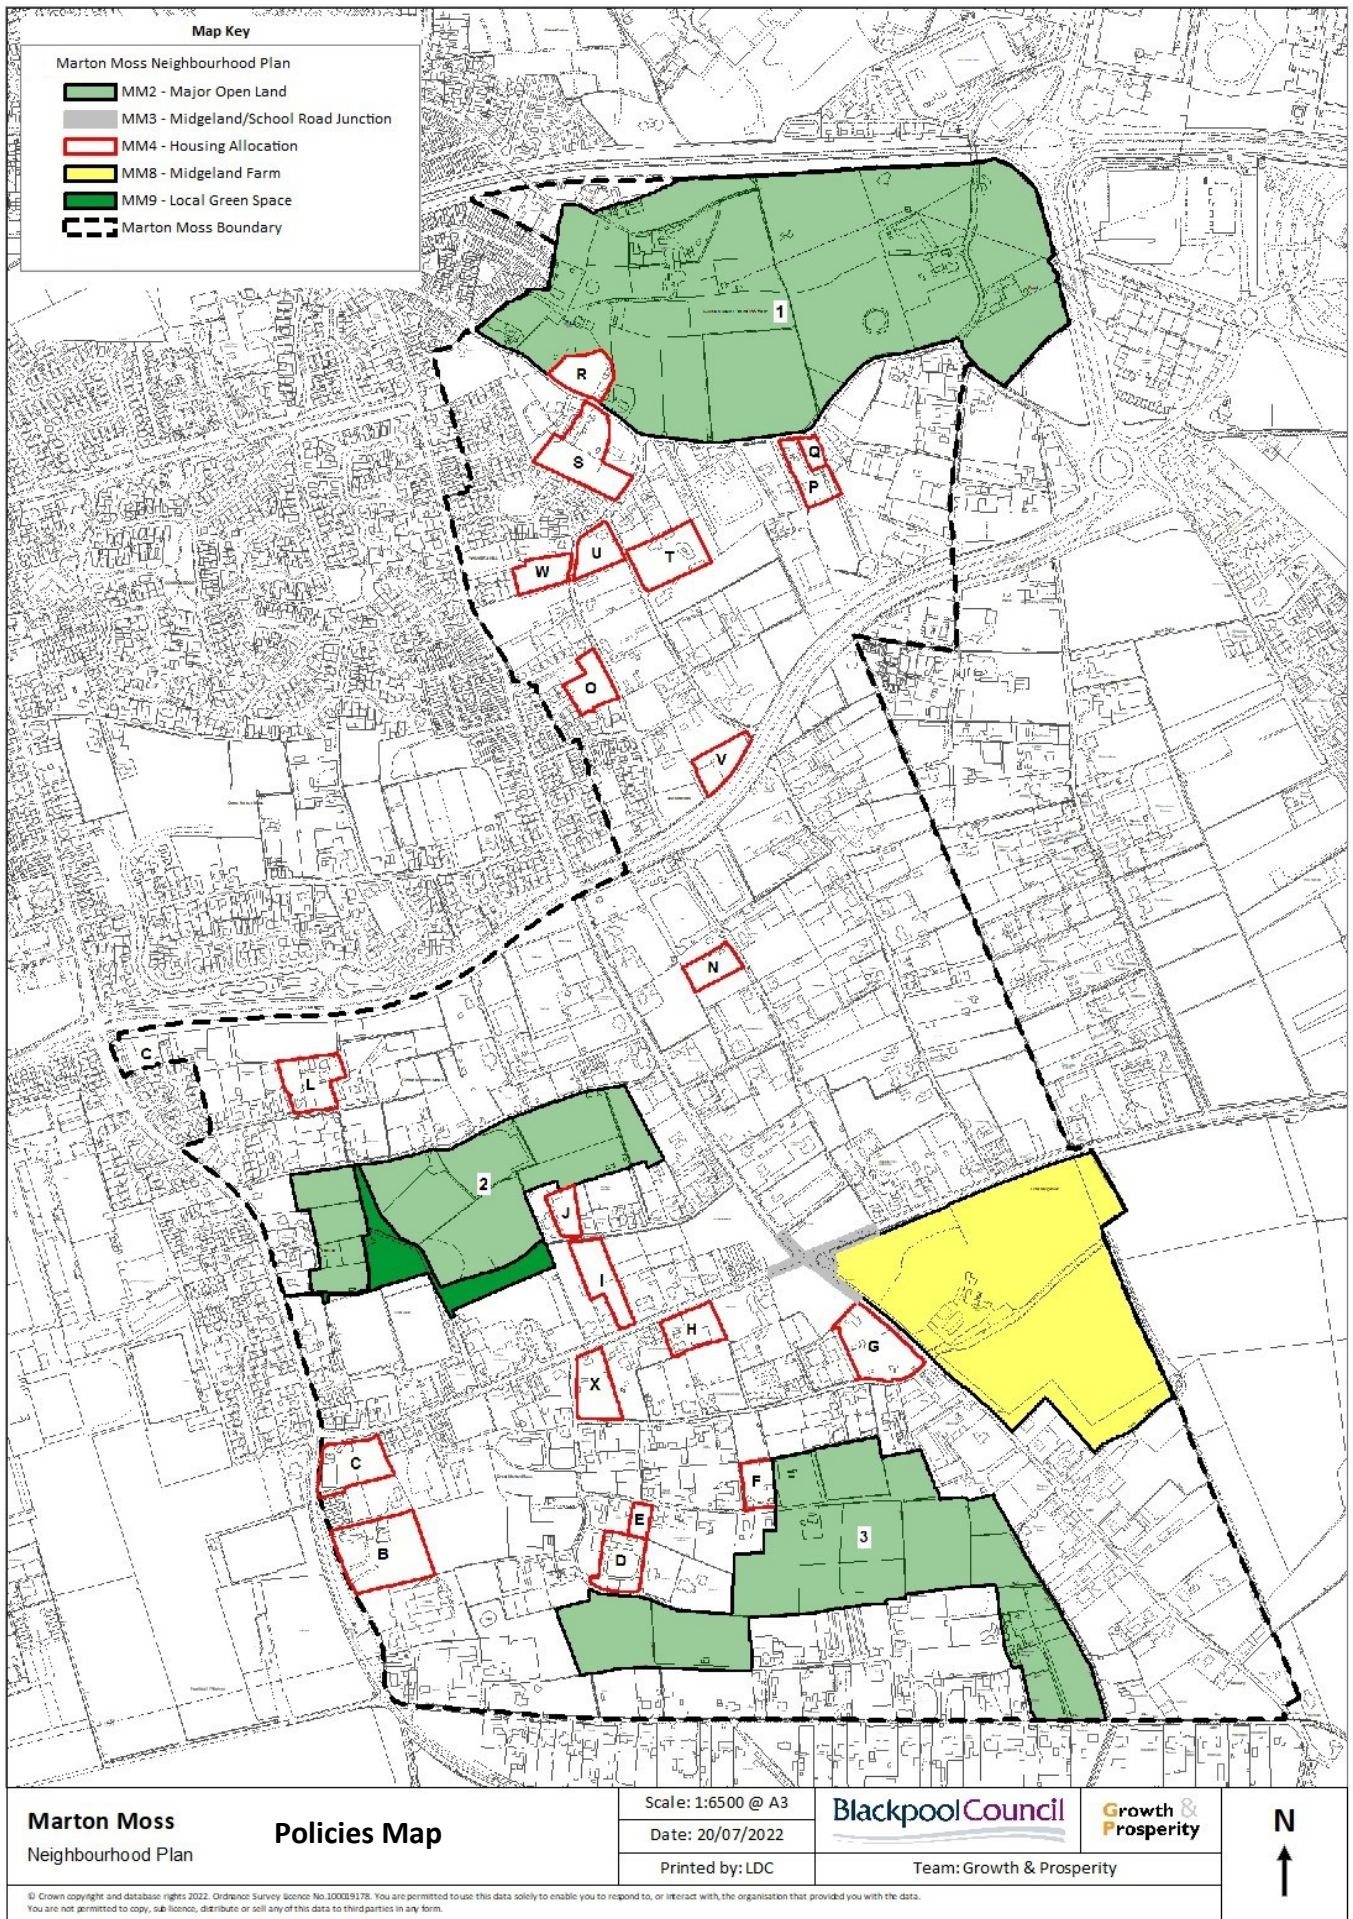 Map Key
Marton Moss Neighbourhood Plan
MM2 - Major Open Land
MM3 - Midgeland/School Road Junction
MM4 - Housing Allocation
MM8 - Midgeland Farm
MM9 - Local Green Space
Marton Moss Boundary
1
R
S
Q
P
U
W
T
O
V
N
C
L
2
J
I
H
G
X
C
F
E
3
B
D
Football Pitches
Marton Moss
Neighbourhood Plan
Policies Map
Scale: 1:6500 @ A3
Date: 20/07/2022
Printed by: LDC
BlackpoolCouncil
Growth &
Prosperity
Team: Growth & Prosperity
N
© Crown copyright and database rights 2022. Ordnance Survey Licence No.100019178. You are permitted to use this data solely to enable you to respond to, or interact with, the organisation that provided you with the data.
You are not permitted to copy, sub licence, distribute or sell any of this data to third parties in any form.